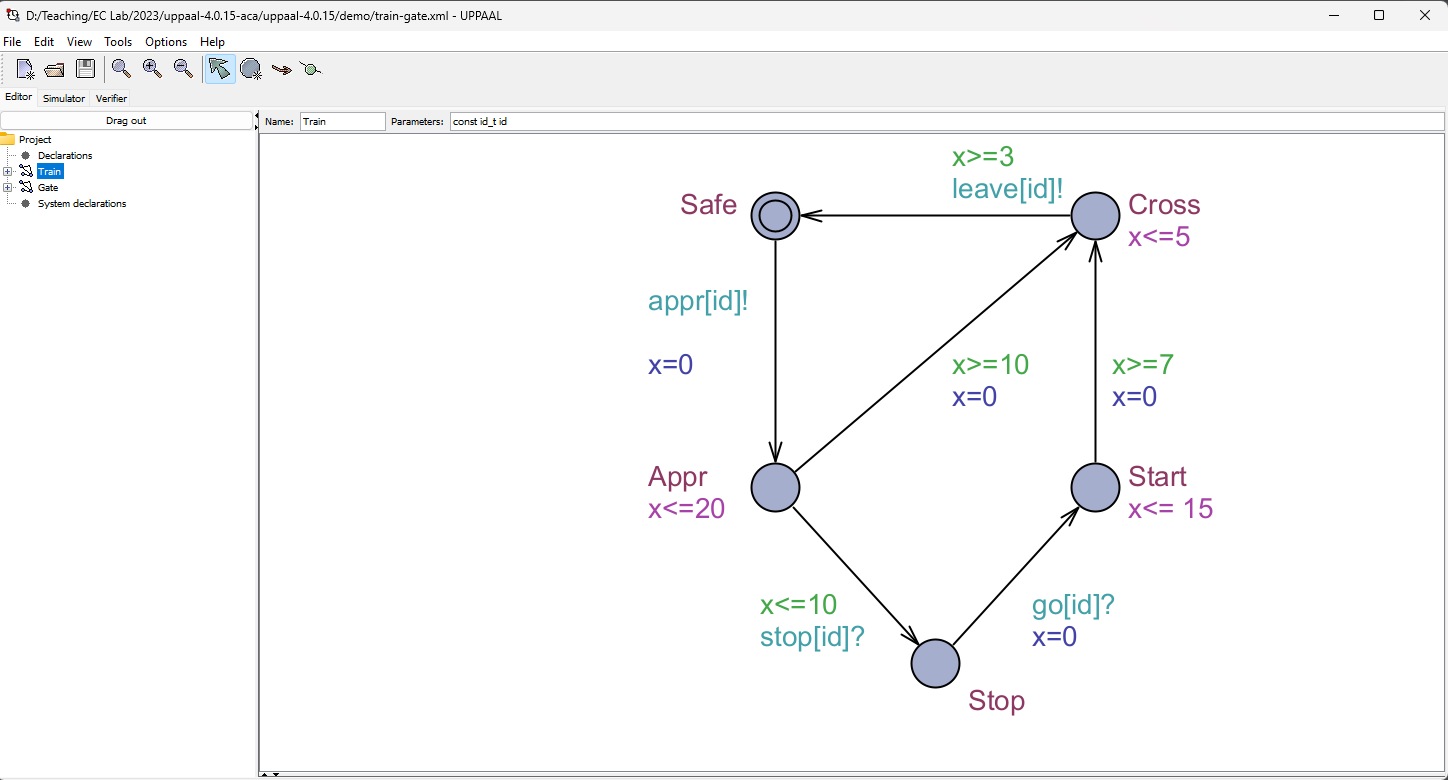 D:/Teaching/EC Lab/2023/uppaal-4.0.15-aca/uppaal-4.0.15/demo/train-gate.xml - UPPAAL
File Edit View Tools Options Help
Editor Simulator Verifier
Drag out
Name: Train Parameters: const id_t id
Project
Declarations
Train
Gate
System declarations
x>=3
leave[id]!
Safe
Cross
x<=5
appr[id]!
x=0
x>=10
x=0
x>=7
x=0
Appr
x<=20
Start
x<= 15
x<=10
stop[id]?
go[id]?
x=0
Stop